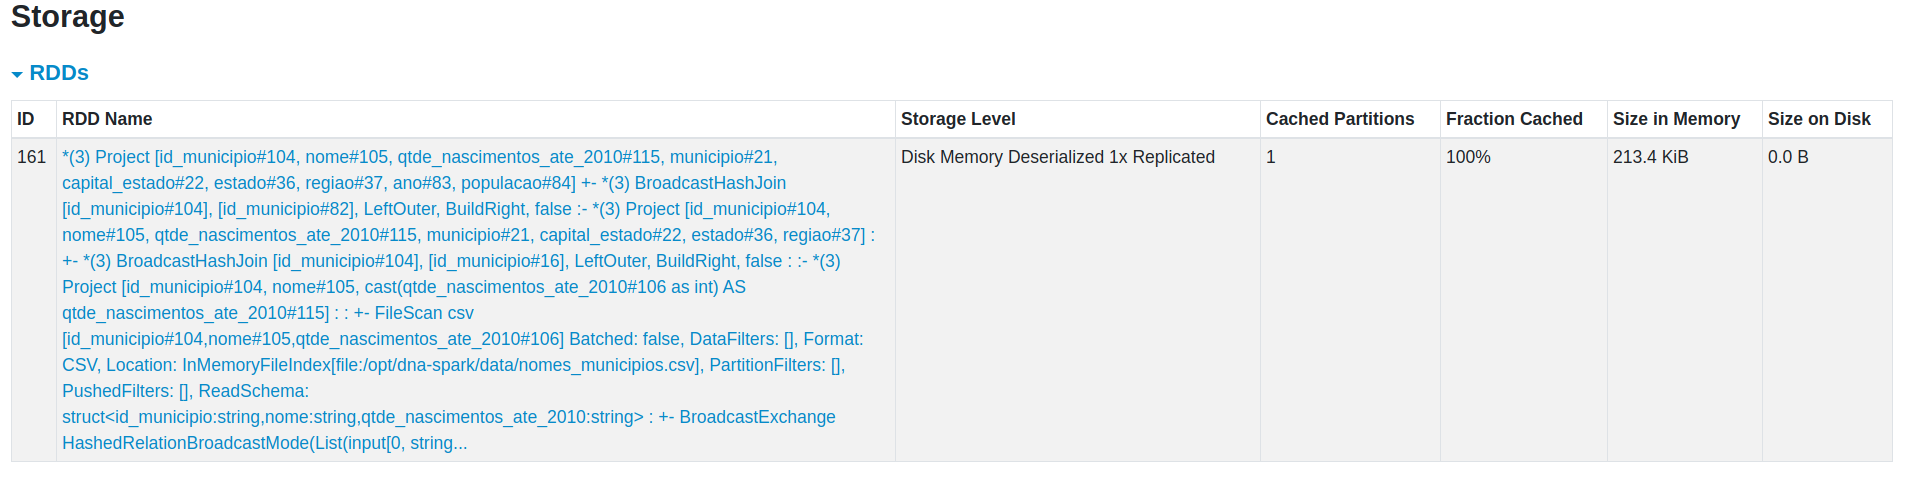 Storage
RDDs
ID RDD Name Storage Level Cached Partitions Fraction Cached Size in Memory Size on Disk
161 *(3) Project [id_municipio#104, nome#105, qtde_nascimentos_ate_2010#115, municipio#21, Disk Memory Deserialized 1x Replicated 1 100% 213.4 KiB 0.0 B
capital_estado#22, estado#36, regiao#37, ano#83, populacao#84] +- *(3) BroadcastHashJoin
[id_municipio#104], [id_municipio#82], LeftOuter, BuildRight, false :- *(3) Project [id_municipio#104,
nome#105, qtde_nascimentos_ate_2010#115, municipio#21, capital_estado#22, estado#36, regiao#37] :
+- *(3) BroadcastHashJoin [id_municipio#104], [id_municipio#16], LeftOuter, BuildRight, false : :- *(3)
Project [id_municipio#104, nome#105, cast(qtde_nascimentos_ate_2010#106 as int) AS
qtde_nascimentos_ate_2010#115] : : +- FileScan csv
[id_municipio#104,nome#105,qtde_nascimentos_ate_2010#106] Batched: false, DataFilters: [], Format:
CSV, Location: InMemoryFileIndex[file:/opt/dna-spark/data/nomes_municipios.csv], PartitionFilters: [],
PushedFilters: [], ReadSchema:
struct<id_municipio:string,nome:string,qtde_nascimentos_ate_2010:string> : +- BroadcastExchange
HashedRelationBroadcastMode(List(input[0, string...